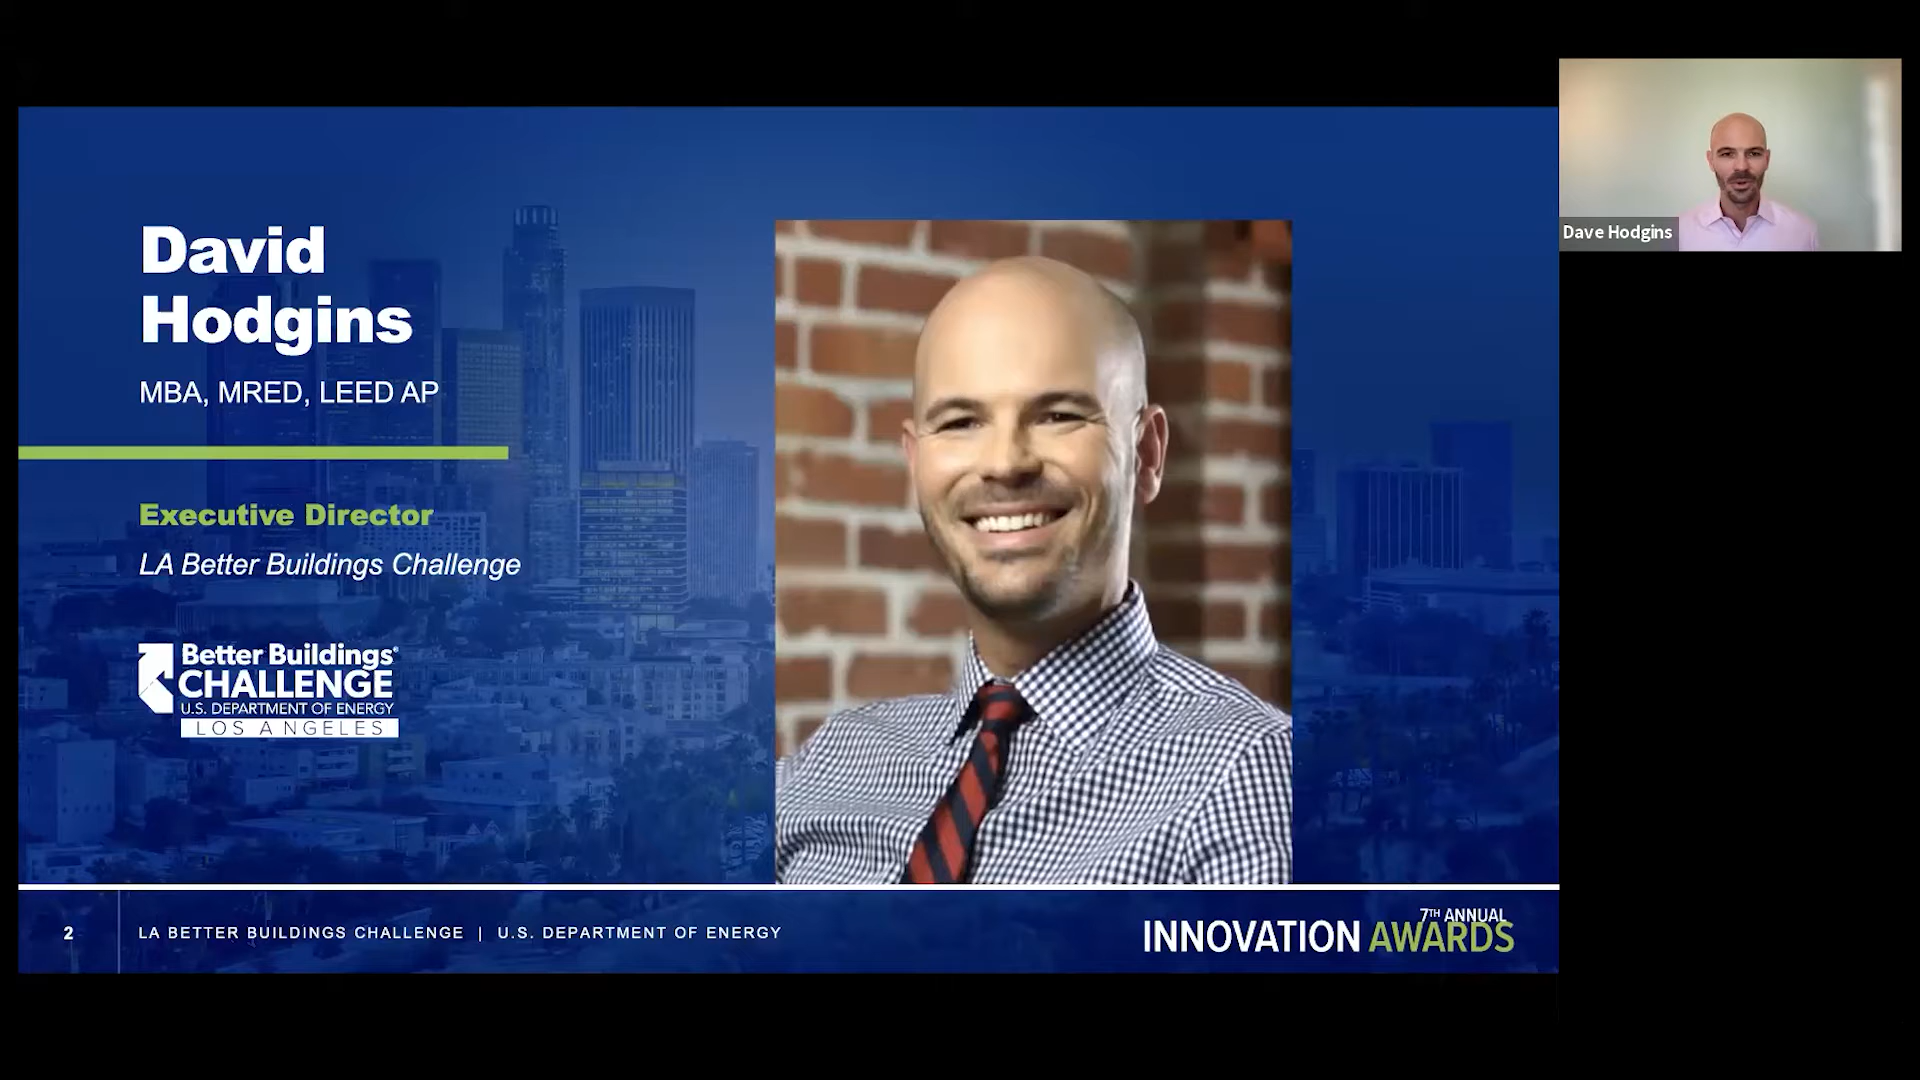 David
Hodgins
MBA, MRED, LEED AP
Executive Director
LA Better Buildings Challenge
Better Buildings®
CHALLENGE
U.S. DEPARTMENT OF ENERGY
LOS ANGELES
2
LA BETTER BUILDINGS CHALLENGE | U.S. DEPARTMENT OF ENERGY
7TH ANNUAL
INNOVATION AWARDS
Dave Hodgins